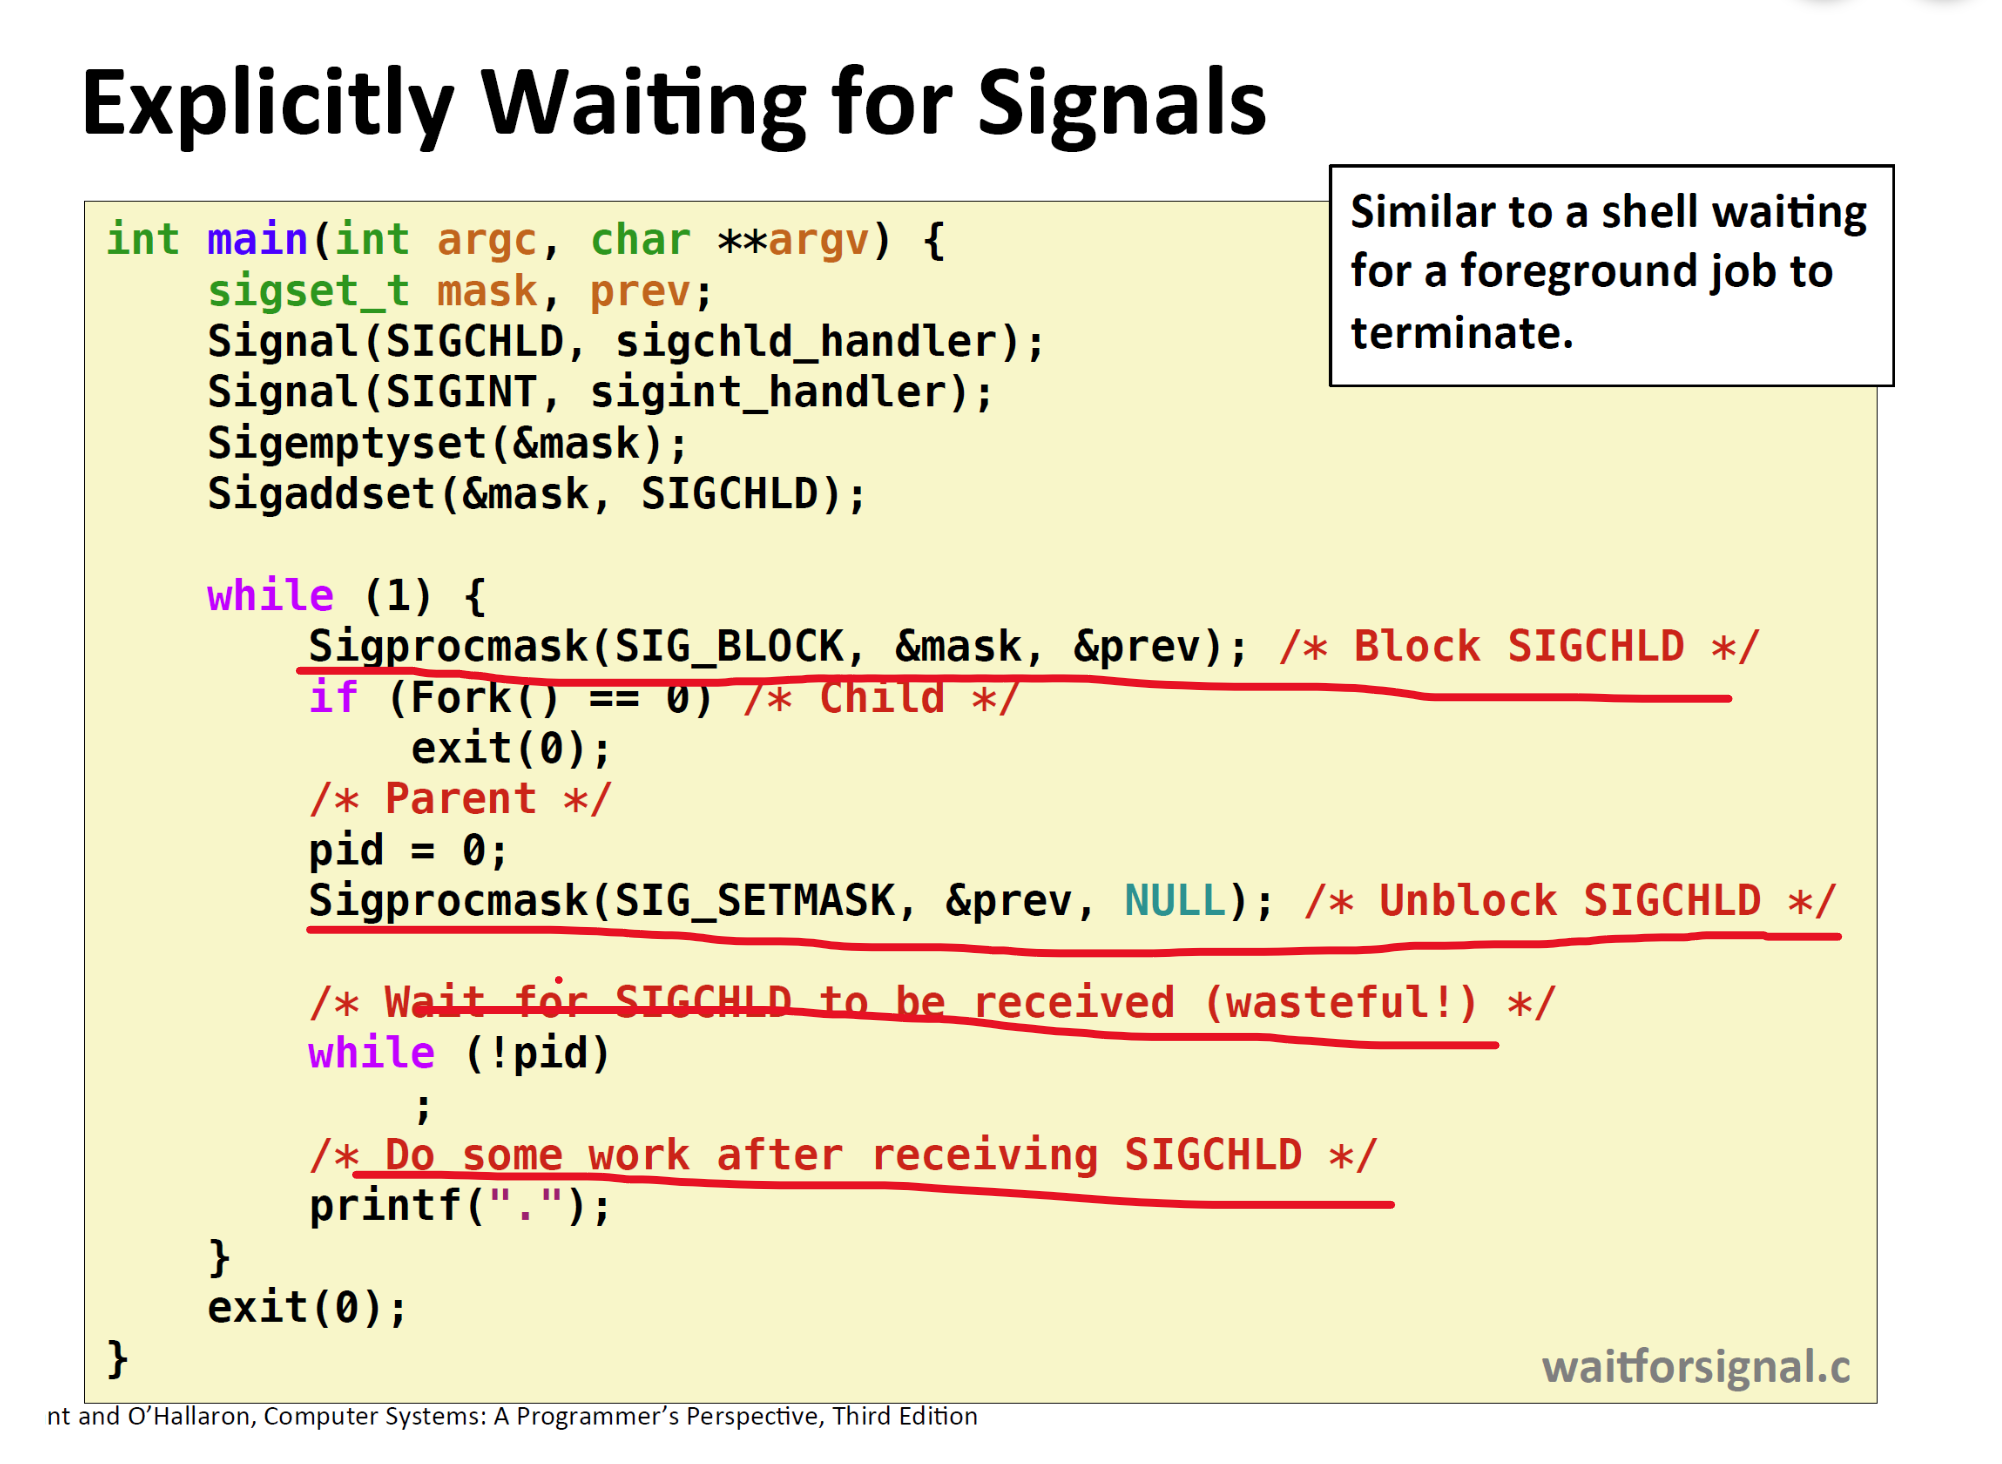 Explicitly Waiting for Signals
Similar to a shell waiting
for a foreground job to
terminate.
int main(int argc, char **argv) {
    sigset_t mask, prev;
    Signal(SIGCHLD, sigchld_handler);
    Signal(SIGINT, sigint_handler);
    Sigemptyset(&mask);
    Sigaddset(&mask, SIGCHLD);
    while (1) {
        Sigprocmask(SIG_BLOCK, &mask, &prev); /* Block SIGCHLD */
        if (Fork() == 0) /* Child */
            exit(0);
        /* Parent */
        pid = 0;
        Sigprocmask(SIG_SETMASK, &prev, NULL); /* Unblock SIGCHLD */
        /* Wait for SIGCHLD to be received (wasteful!) */
        while (!pid)
            ;
        /* Do some work after receiving SIGCHLD */
        printf(".");
    }
    exit(0);
}
waitforsignal.c
nt and O’Hallaron, Computer Systems: A Programmer’s Perspective, Third Edition